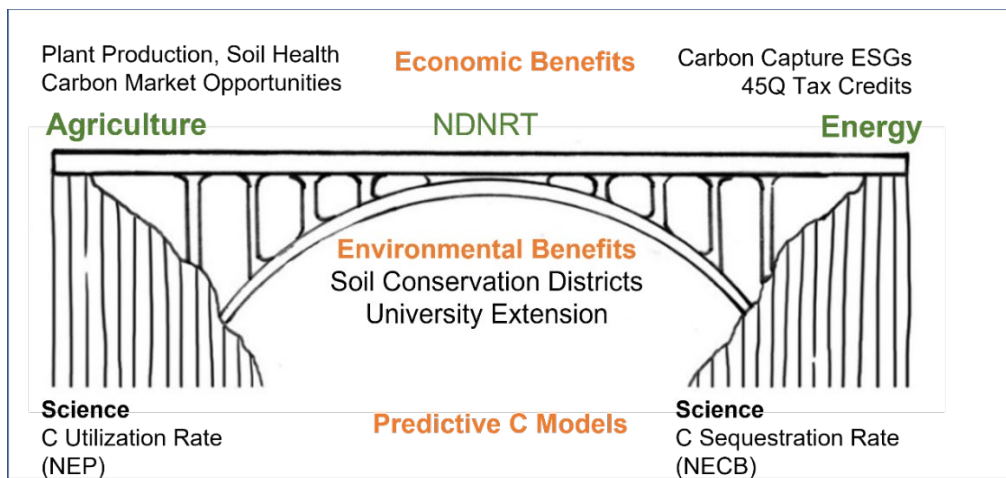 Plant Production, Soil Health
Carbon Market Opportunities
Economic Benefits
Carbon Capture ESGs
45Q Tax Credits
Agriculture
NDNRT
Energy
Environmental Benefits
Soil Conservation Districts
University Extension
Science
C Utilization Rate
(NEP)
Predictive C Models
Science
C Sequestration Rate
(NECB)